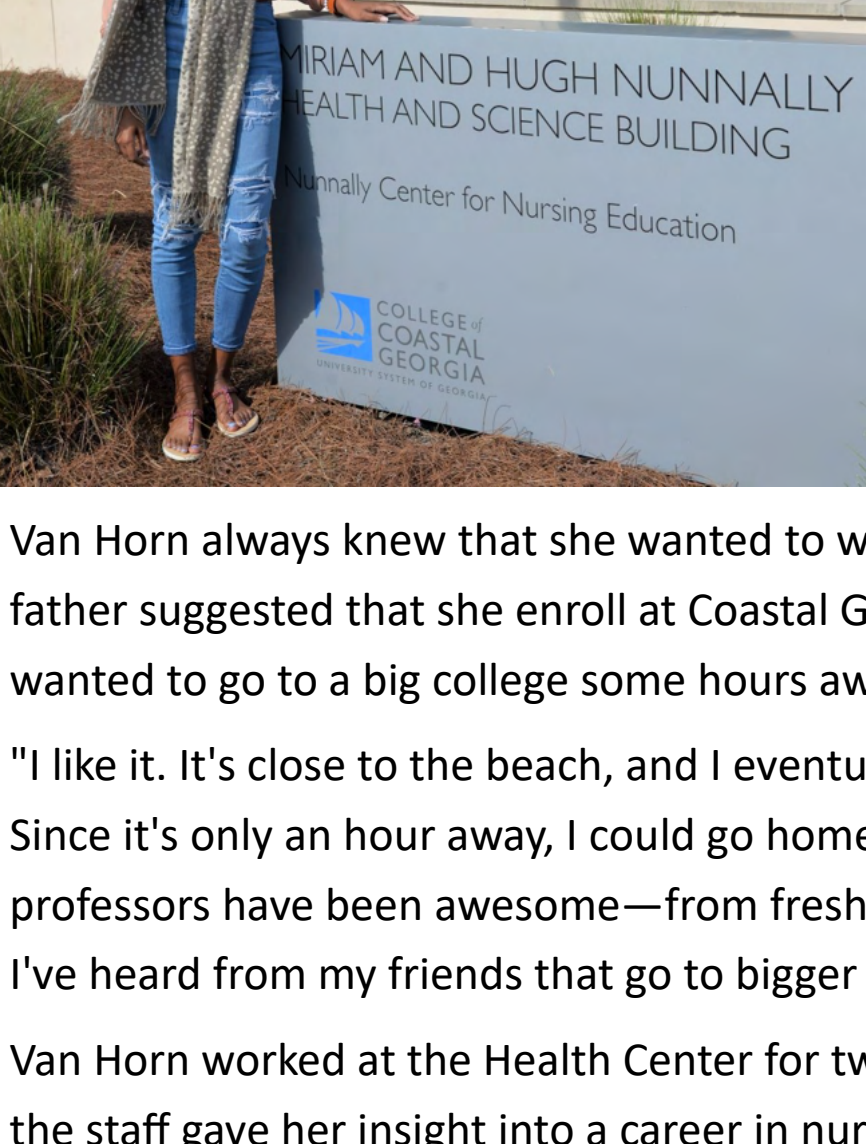 MIRIAM AND HUGH NUNNALLY
HEALTH AND SCIENCE BUILDING
Nunnally Center for Nursing Education
COLLEGE of
COASTAL
GEORGIA
UNIVERSITY SYSTEM OF GEORGIA
Van Horn always knew that she wanted to w
father suggested that she enroll at Coastal G
wanted to go to a big college some hours aw
"I like it. It's close to the beach, and I eventu
Since it's only an hour away, I could go home
professors have been awesome—from fresh
I've heard from my friends that go to bigger
Van Horn worked at the Health Center for tw
the staff gave her insight into a career in nur